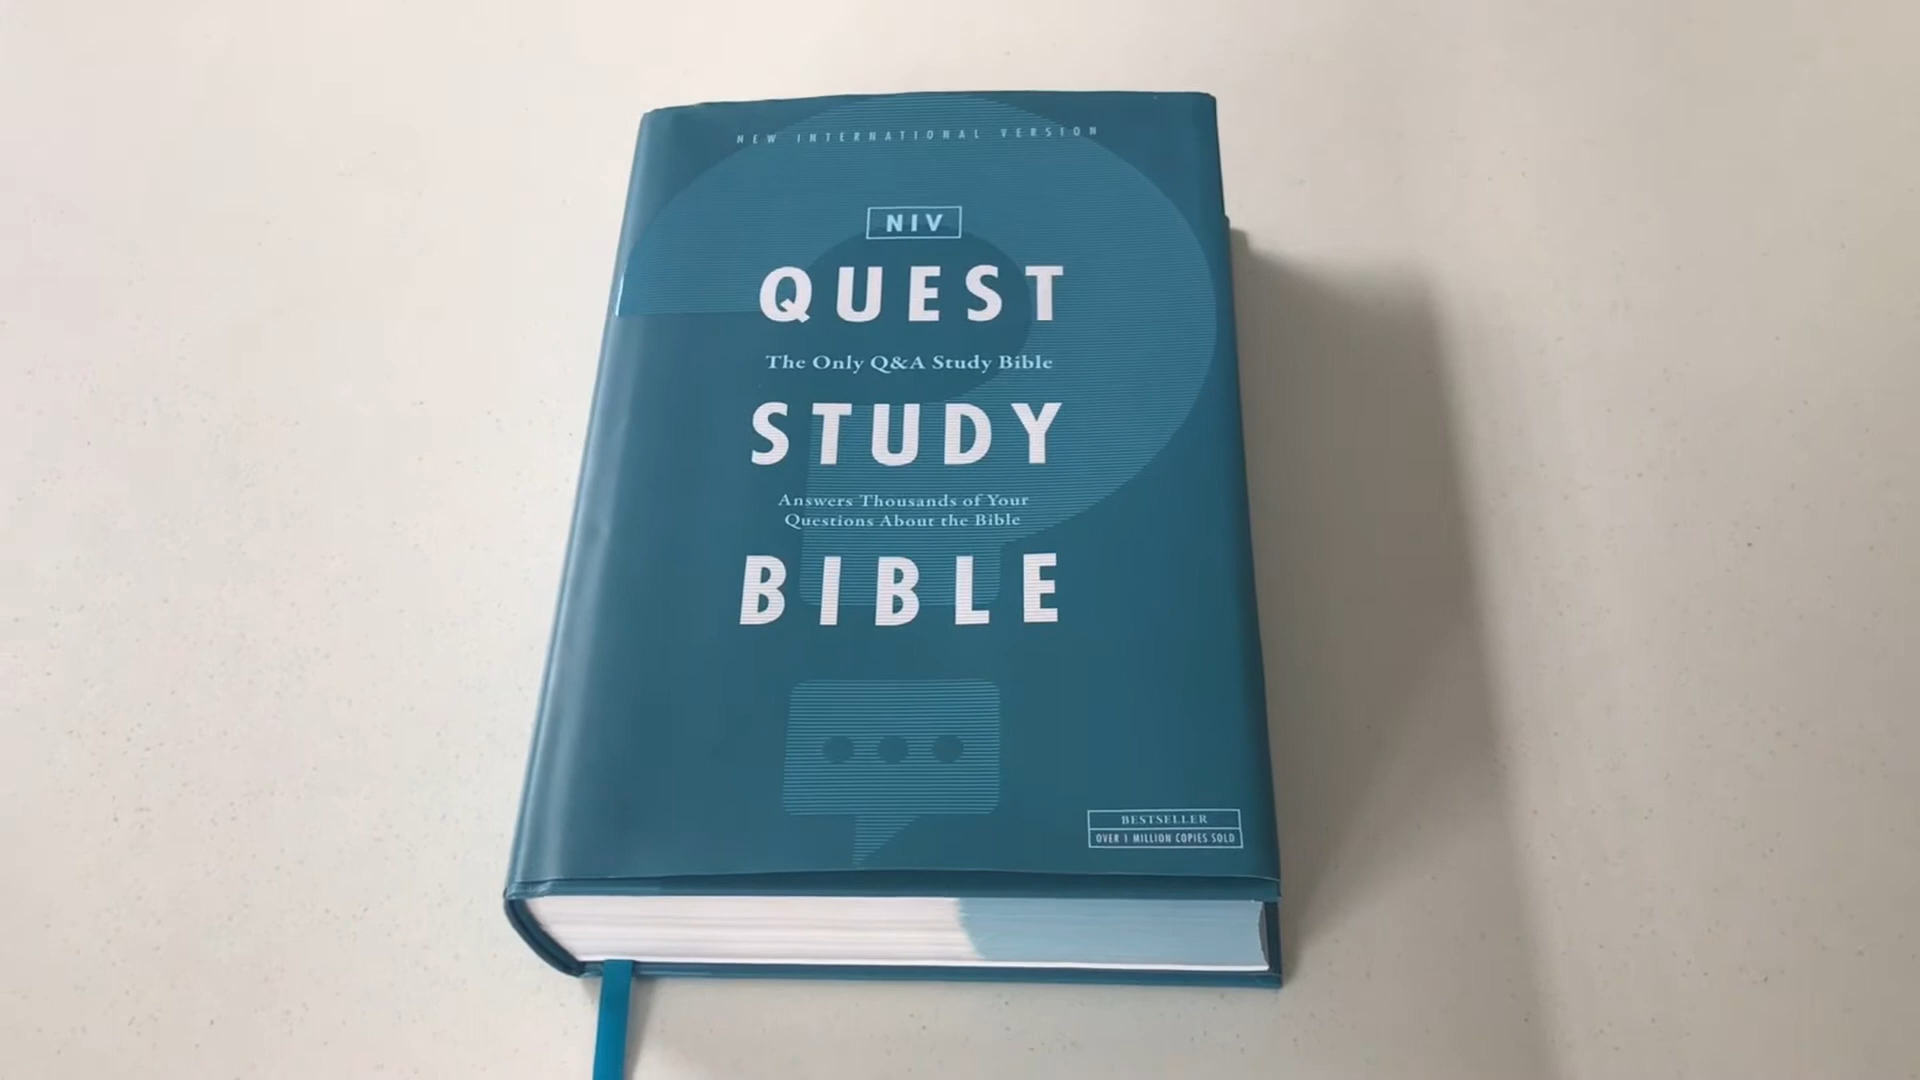 NEW INTERNATIONAL VERSION
NIV
QUEST
The Only Q&A Study Bible
STUDY
Answers Thousands of Your
Questions About the Bible
BIBLE
BESTSELLER
OVER 1 MILLION COPIES SOLD